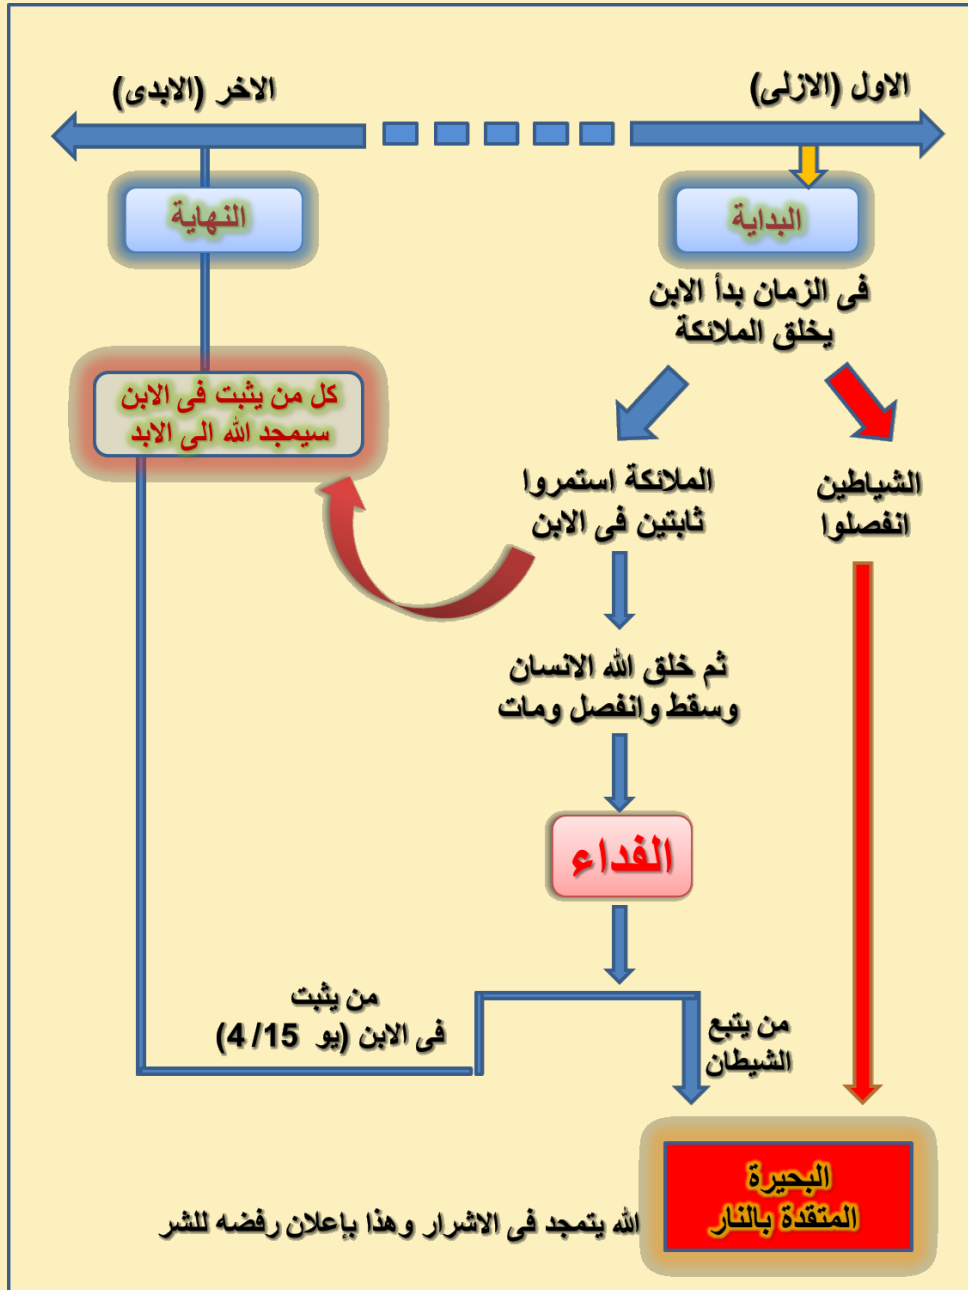 الاول (الازلى)
الاخر (الابدى)
البداية
النهاية
فى الزمان بدأ الابن
يخلق الملائكة
كل من يثبت فى الابن
سيمجد الله الى الابد
الشياطين
انفصلوا
الملائكة استمروا
ثابتين فى الابن
ثم خلق الله الانسان
وسقط وانفصل ومات
الفداء
من يتبع
الشيطان
من يثبت
فى الابن (يو 15/ 4)
البحيرة
المتقدة بالنار
الله يتمجد فى الاشرار وهذا بإعلان رفضه للشر